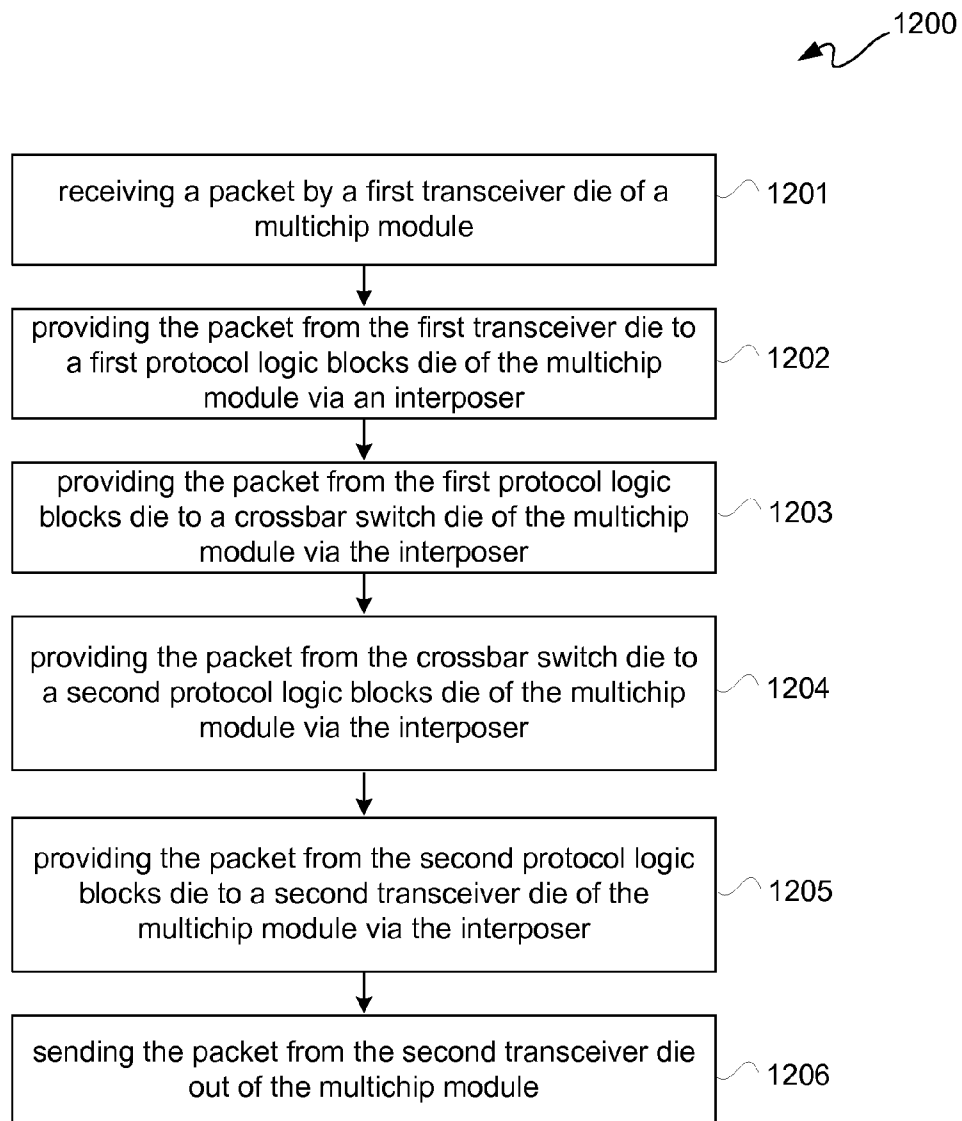 1200
receiving a packet by a first transceiver die of a
multichip module
1201
providing the packet from the first transceiver die to
a first protocol logic blocks die of the multichip
module via an interposer
1202
providing the packet from the first protocol logic
blocks die to a crossbar switch die of the multichip
module via the interposer
1203
providing the packet from the crossbar switch die to
a second protocol logic blocks die of the multichip
module via the interposer
1204
providing the packet from the second protocol logic
blocks die to a second transceiver die of the
multichip module via the interposer
1205
sending the packet from the second transceiver die
out of the multichip module
1206